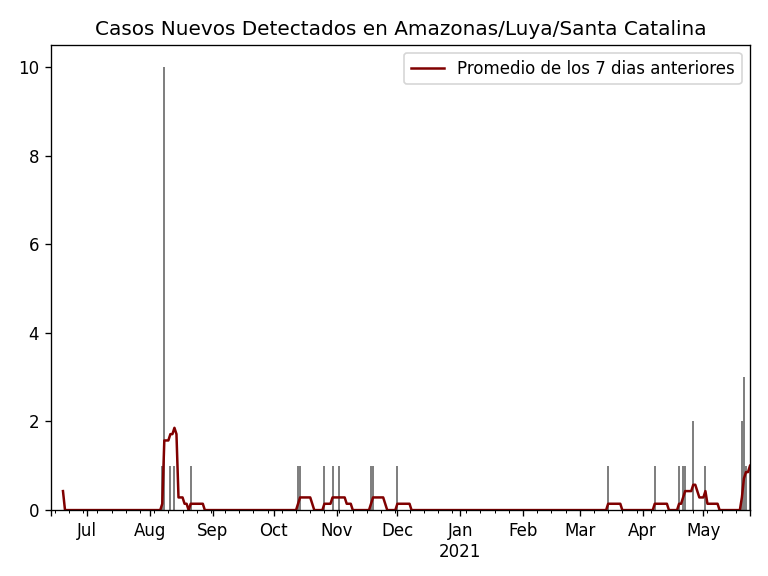 Casos Nuevos Detectados en Amazonas/Luya/Santa Catalina
Promedio de los 7 dias anteriores
10
8
6
4
2
0
Jul Aug Sep Oct Nov Dec Jan Feb Mar Apr May
2021